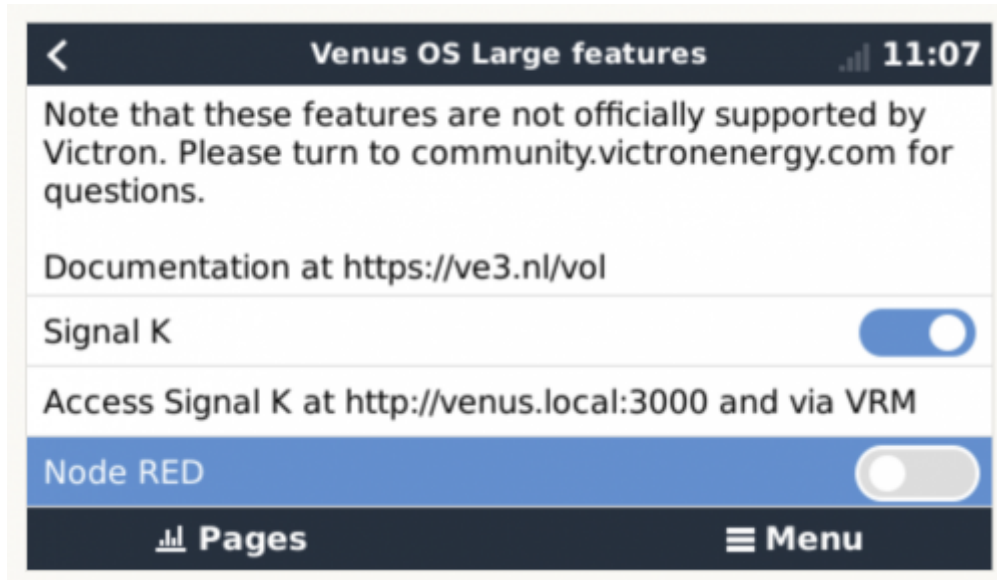 Venus OS Large features
11:07
Note that these features are not officially supported by
Victron. Please turn to community.victronenergy.com for
questions.
Documentation at https://ve3.nl/vol
Signal K
Access Signal K at http://venus.local:3000 and via VRM
Node RED
Pages
Menu